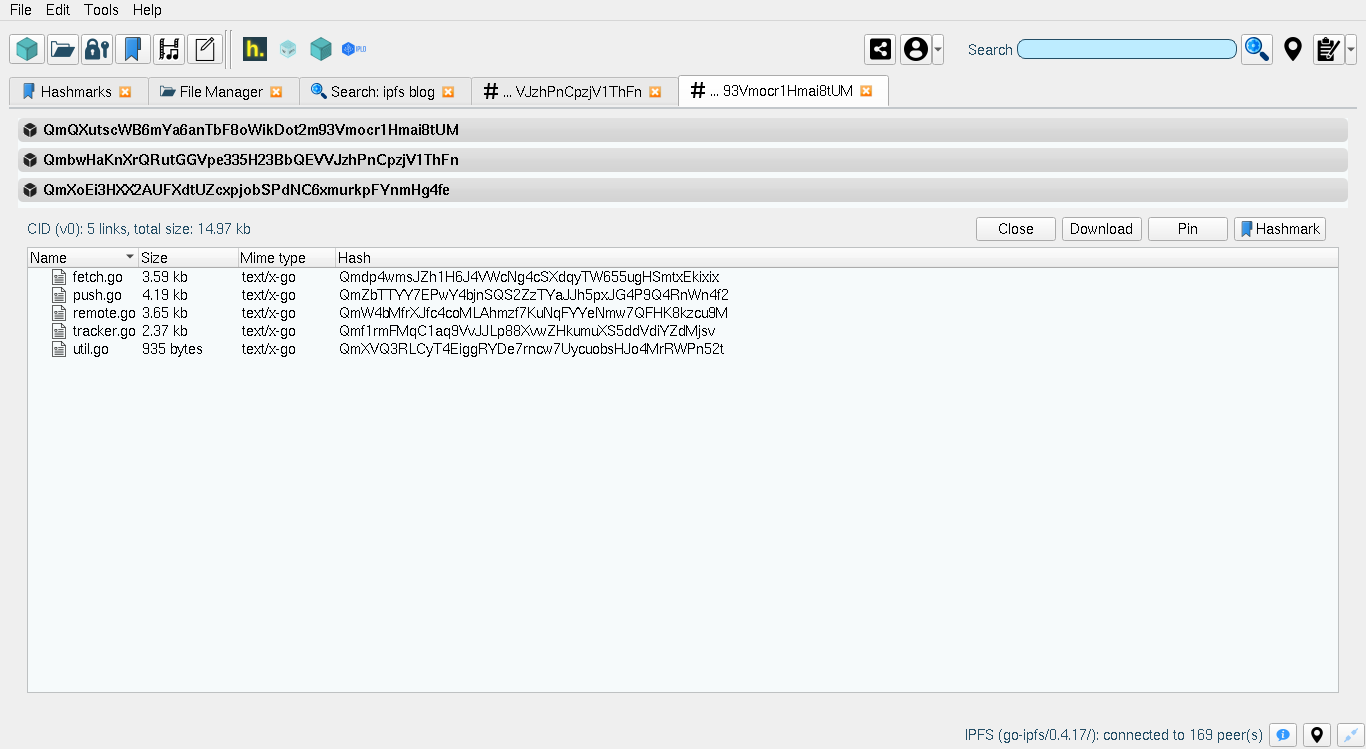 File Edit Tools Help
h. IPLD Search
Hashmarks File Manager Search: ipfs blog # ... VJzhPnCpzjV1ThFn # ... 93Vmocr1Hmai8tUM
QmQXutscWB6mYa6anTbF8oWikDot2m93Vmocr1Hmai8tUM
QmbwHaKnXrQRutGGVpe335H23BbQEVVJzhPnCpzjV1ThFn
QmXoEi3HXX2AUFXdtUZcxpjobSPdNC6xmurkpFYnmHg4fe
CID (v0): 5 links, total size: 14.97 kb Close Download Pin Hashmark
Name Size Mime type Hash
fetch.go 3.59 kb text/x-go Qmdp4wmsJZh1H6J4VWcNg4cSXdqyTW655ugHSmtxEkixix
push.go 4.19 kb text/x-go QmZbTTYY7EPwY4bjnSQS2ZzTYaJJh5pxJG4P9Q4RnWn4f2
remote.go 3.65 kb text/x-go QmW4bMfrXJfc4coMLAhmzf7KuNqFYYeNmw7QFHK8kzcu9M
tracker.go 2.37 kb text/x-go Qmf1rmFMqC1aq9VvJJLp88XvwZHkumuXS5ddVdiYZdMjsv
util.go 935 bytes text/x-go QmXVQ3RLCyT4EiggRYDe7rncw7UycuobsHJo4MrRWPn52t
IPFS (go-ipfs/0.4.17/): connected to 169 peer(s)